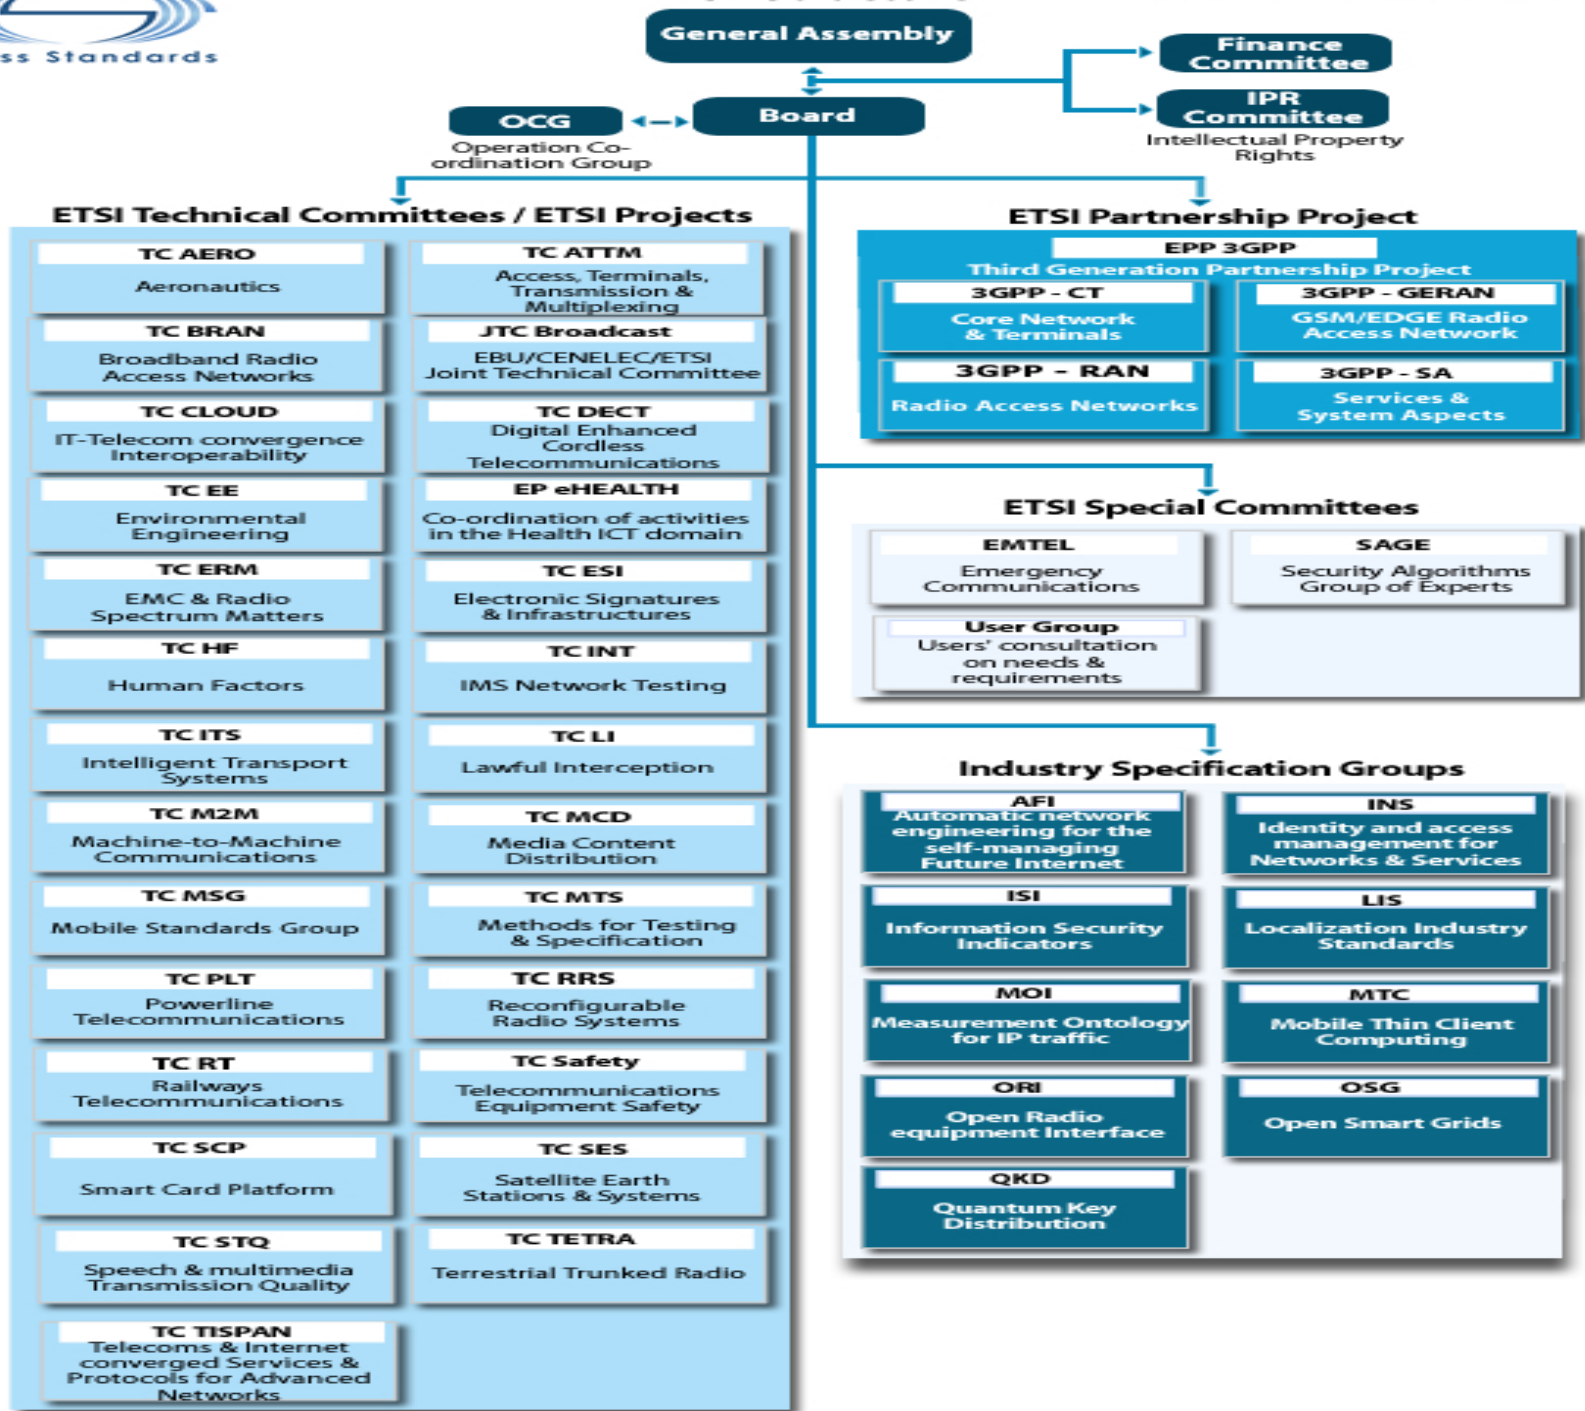 ss Standards
General Assembly
Finance
Committee
IPR
Committee
Intellectual Property
Rights
Board
OCG
Operation Co-
ordination Group
ETSI Technical Committees / ETSI Projects
TC AERO
Aeronautics
TC ATTM
Access, Terminals,
Transmission &
Multiplexing
TC BRAN
Broadband Radio
Access Networks
JTC Broadcast
EBU/CENELEC/ETSI
Joint Technical Committee
TC CLOUD
IT-Telecom convergence
Interoperability
TC DECT
Digital Enhanced
Cordless
Telecommunications
TC EE
Environmental
Engineering
EP eHEALTH
Co-ordination of activities
in the Health ICT domain
TC ERM
EMC & Radio
Spectrum Matters
TC ESI
Electronic Signatures
& Infrastructures
TC HF
Human Factors
TC INT
IMS Network Testing
TC ITS
Intelligent Transport
Systems
TC LI
Lawful Interception
TC M2M
Machine-to-Machine
Communications
TC MCD
Media Content
Distribution
TC MSG
Mobile Standards Group
TC MTS
Methods for Testing
& Specification
TC PLT
Powerline
Telecommunications
TC RRS
Reconfigurable
Radio Systems
TC RT
Railways
Telecommunications
TC Safety
Telecommunications
Equipment Safety
TC SCP
Smart Card Platform
TC SES
Satellite Earth
Stations & Systems
TC STQ
Speech & multimedia
Transmission Quality
TC TETRA
Terrestrial Trunked Radio
TC TISPAN
Telecoms & Internet
converged Services &
Protocols for Advanced
Networks
ETSI Partnership Project
EPP 3GPP
Third Generation Partnership Project
3GPP - CT
Core Network
& Terminals
3GPP - GERAN
GSM/EDGE Radio
Access Network
3GPP - RAN
Radio Access Networks
3GPP - SA
Services &
System Aspects
ETSI Special Committees
EMTEL
Emergency
Communications
SAGE
Security Algorithms
Group of Experts
User Group
Users' consultation
on needs &
requirements
Industry Specification Groups
AFI
Automatic network
engineering for the
self-managing
Future Internet
INS
Identity and access
management for
Networks & Services
ISI
Information Security
Indicators
LIS
Localization Industry
Standards
MOI
Measurement Ontology
for IP traffic
MTC
Mobile Thin Client
Computing
ORI
Open Radio
equipment Interface
OSG
Open Smart Grids
QKD
Quantum Key
Distribution